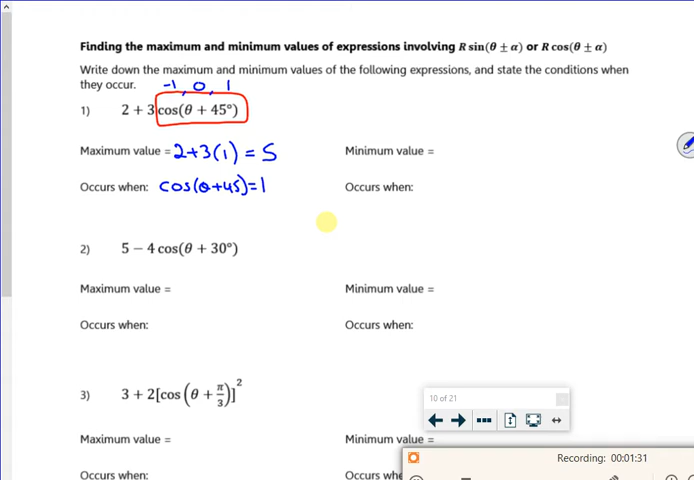 Finding the maximum and minimum values of expressions involving R sin(θ ± α) or R cos(θ ± α)
Write down the maximum and minimum values of the following expressions, and state the conditions when
they occur. -1, 0, 1
1) 2 + 3 cos(θ + 45°)
Maximum value = 2+3(1) = 5 Minimum value =
Occurs when: cos(θ+45)=1 Occurs when:
2) 5 − 4 cos(θ + 30°)
Maximum value = Minimum value =
Occurs when: Occurs when:
3) 3 + 2[cos(θ + π/3)]²
10 of 21
Maximum value = Minimum value =
Recording: 00:01:31
Occurs when: Occurs whe